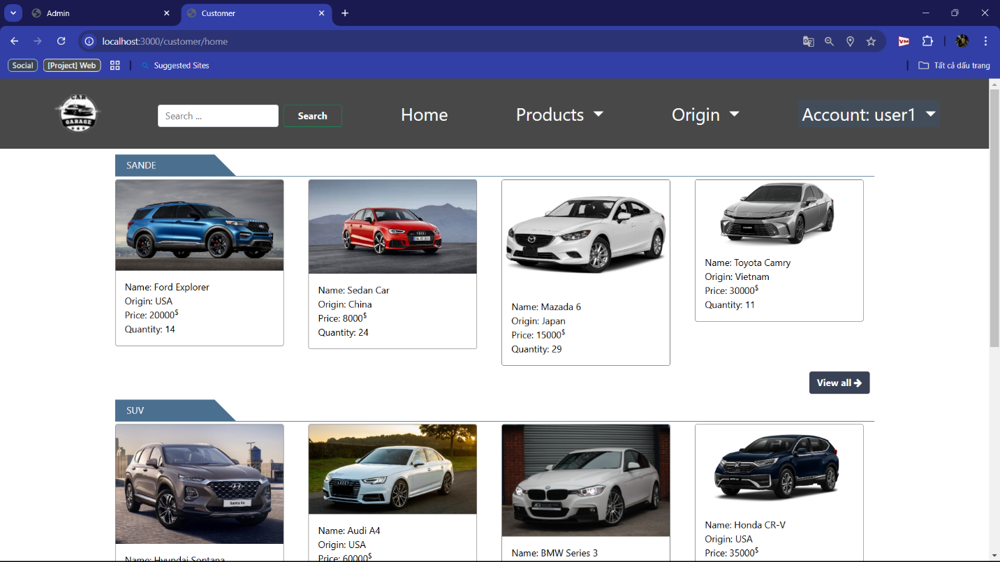 Admin
Customer
localhost:3000/customer/home
VM
Social
[Project] Web
Suggested Sites
Tất cả dấu trang
CAR
GARAGE
Search ...
Search
Home
Products
Origin
Account: user1
SANDE
Name: Ford Explorer
Origin: USA
Price: 20000$
Quantity: 14
Name: Sedan Car
Origin: China
Price: 8000$
Quantity: 24
Name: Mazada 6
Origin: Japan
Price: 15000$
Quantity: 29
Name: Toyota Camry
Origin: Vietnam
Price: 30000$
Quantity: 11
View all
SUV
Santa Fe
Name: Hyundai Santana
Name: Audi A4
Origin: USA
Price: 60000$
Name: BMW Series 3
Name: Honda CR-V
Origin: USA
Price: 35000$